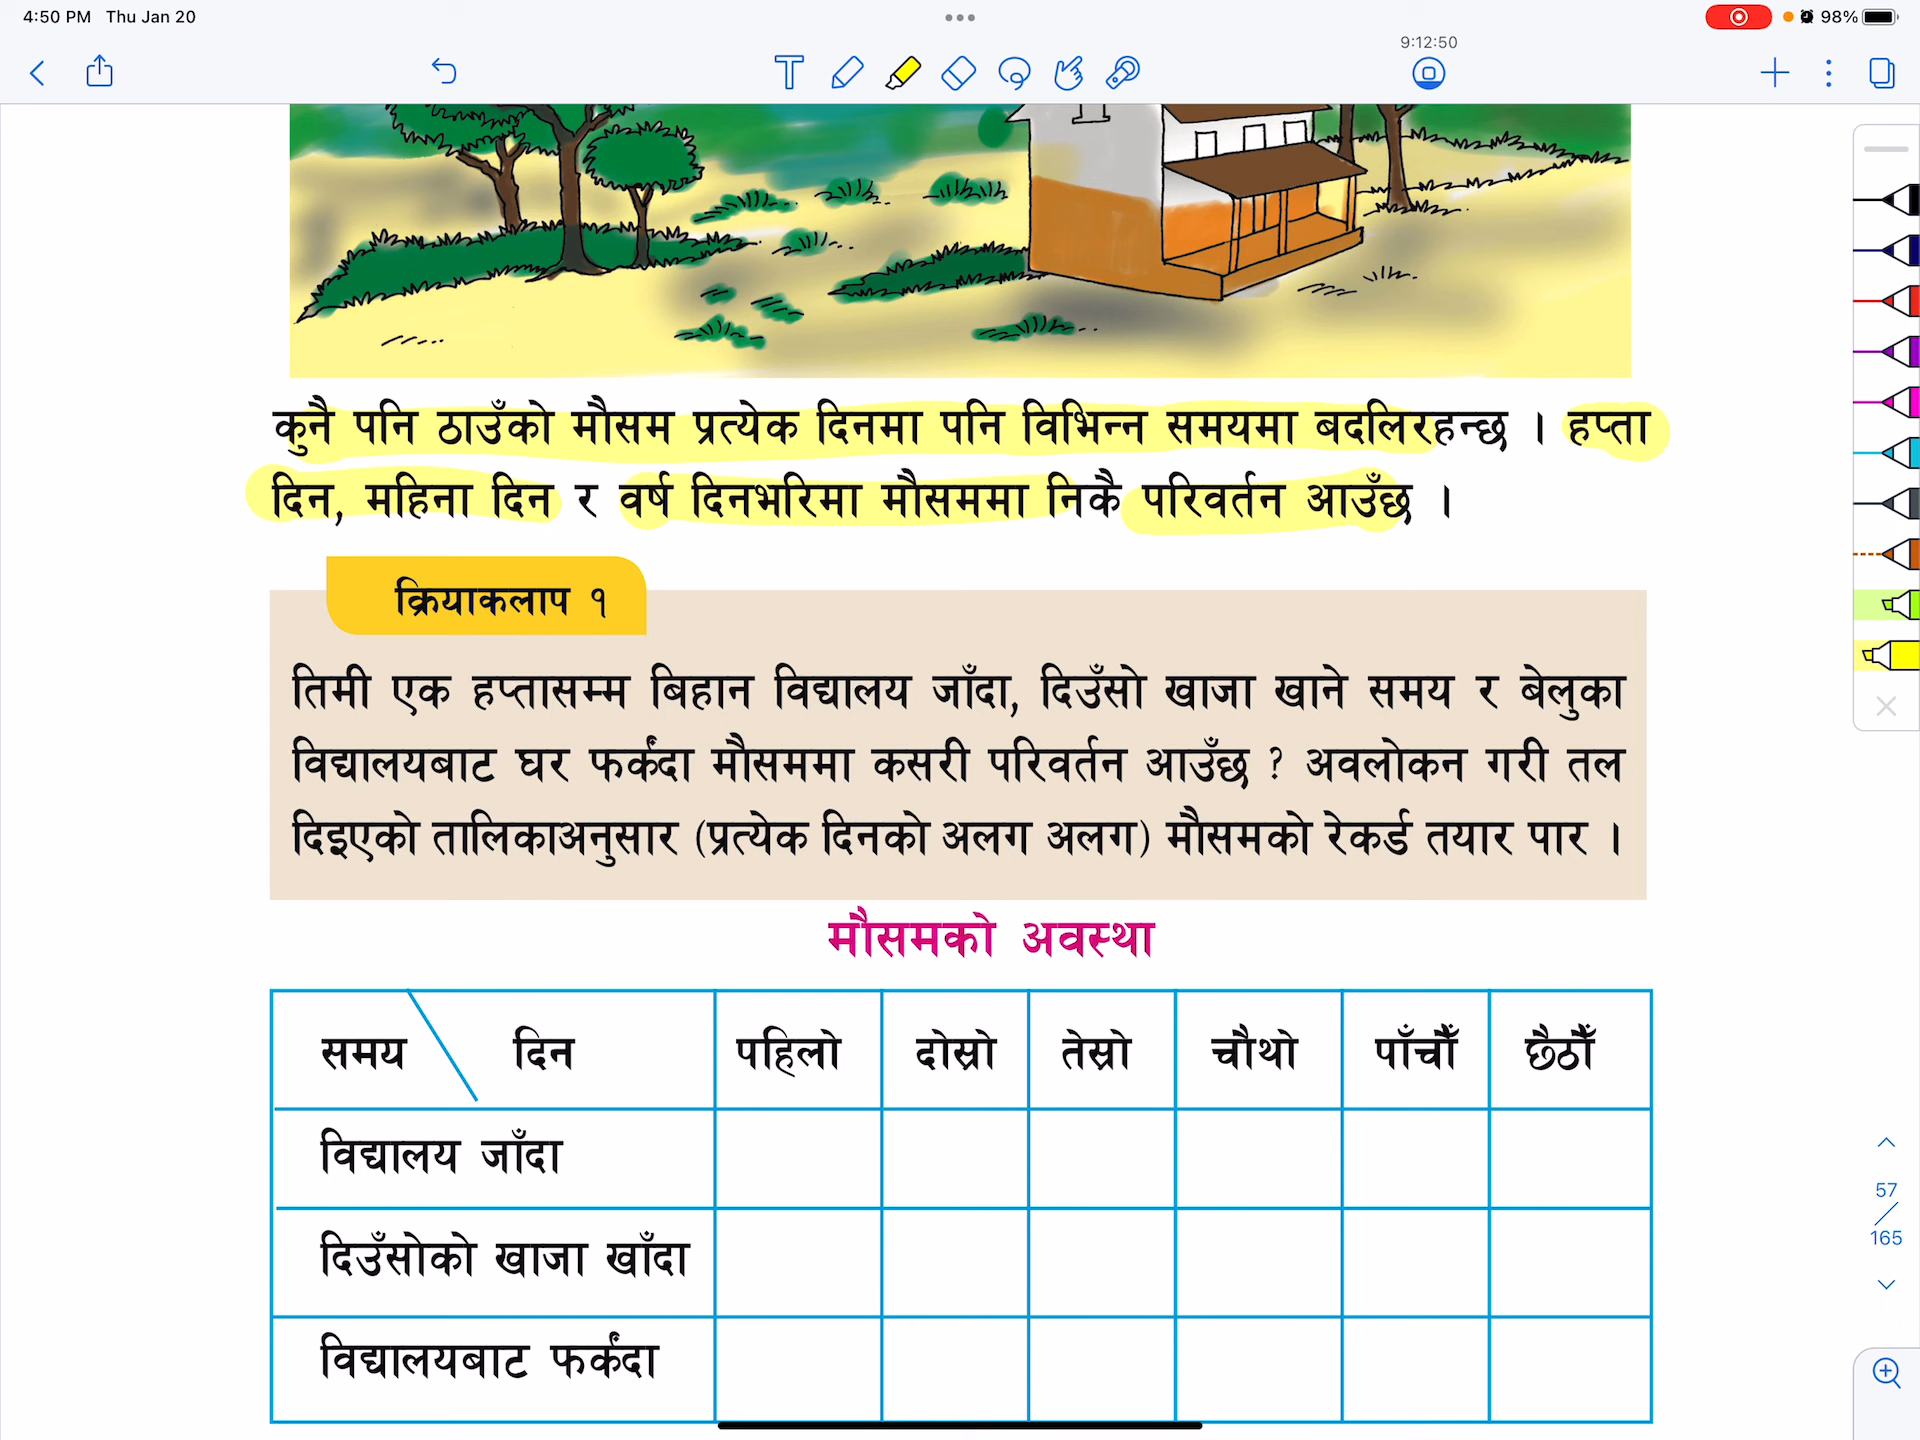 4:50 PM Thu Jan 20
98%
9:12:50
कुनै पनि ठाउँको मौसम प्रत्येक दिनमा पनि विभिन्न समयमा बदलिरहन्छ । हप्ता
दिन, महिना दिन र वर्ष दिनभरिमा मौसममा निकै परिवर्तन आउँछ ।
क्रियाकलाप १
तिमी एक हप्तासम्म बिहान विद्यालय जाँदा, दिउँसो खाजा खाने समय र बेलुका
विद्यालयबाट घर फर्कंदा मौसममा कसरी परिवर्तन आउँछ ? अवलोकन गरी तल
दिइएको तालिकाअनुसार (प्रत्येक दिनको अलग अलग) मौसमको रेकर्ड तयार पार ।
मौसमको अवस्था
समय दिन पहिलो दोस्रो तेस्रो चौथो पाँचौँ छैठौँ
विद्यालय जाँदा
दिउँसोको खाजा खाँदा
विद्यालयबाट फर्कंदा
57
165